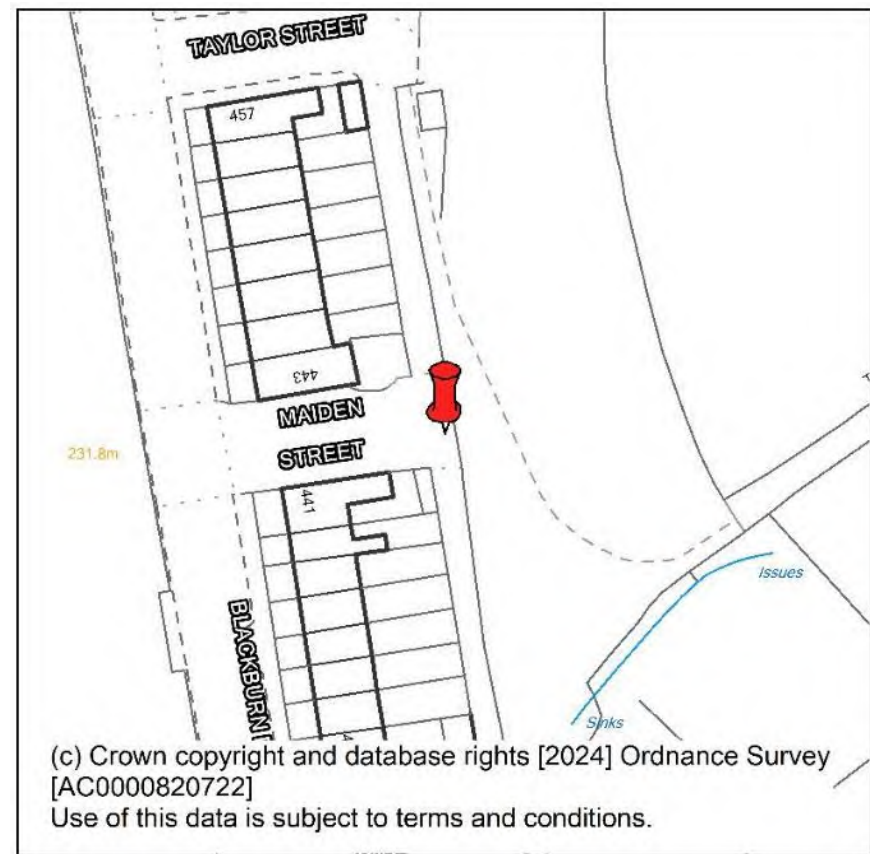 TAYLOR STREET
457
443
MAIDEN
STREET
231.8m
441
BLACKBURN
Issues
Sinks
(c) Crown copyright and database rights [2024] Ordnance Survey
[AC0000820722]
Use of this data is subject to terms and conditions.